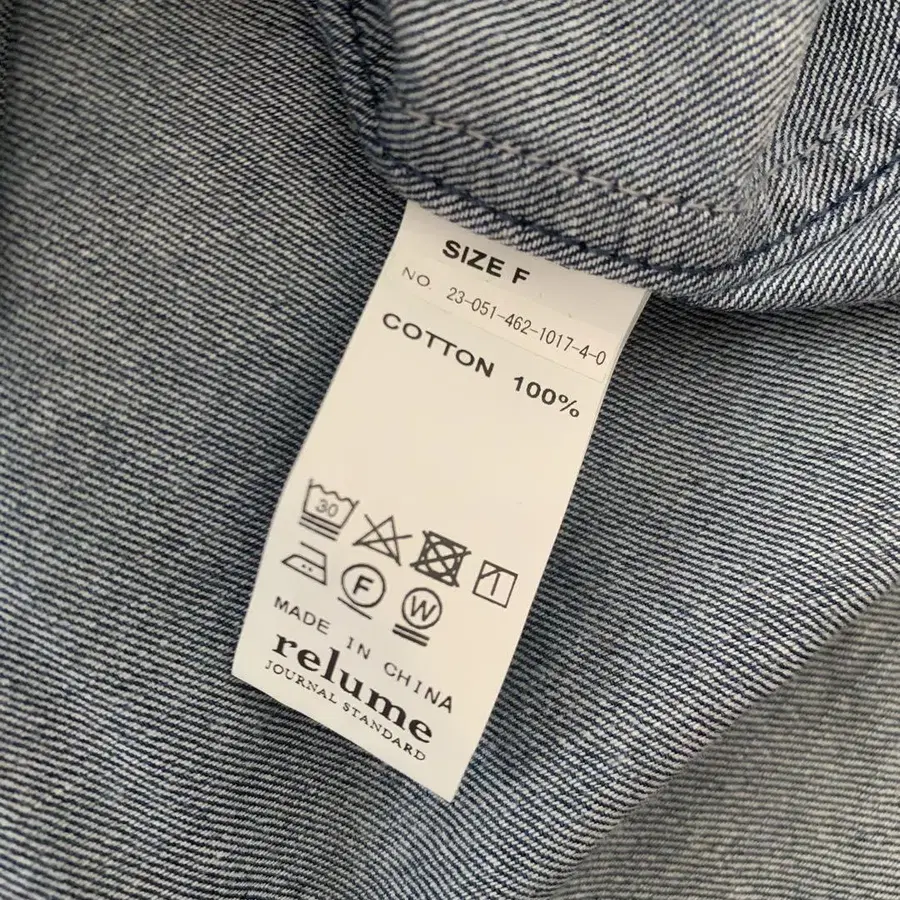 SIZE F
NO. 23-051-462-1017-4-0
COTTON 100%
30
F
W
MADE IN CHINA
relume
JOURNAL STANDARD